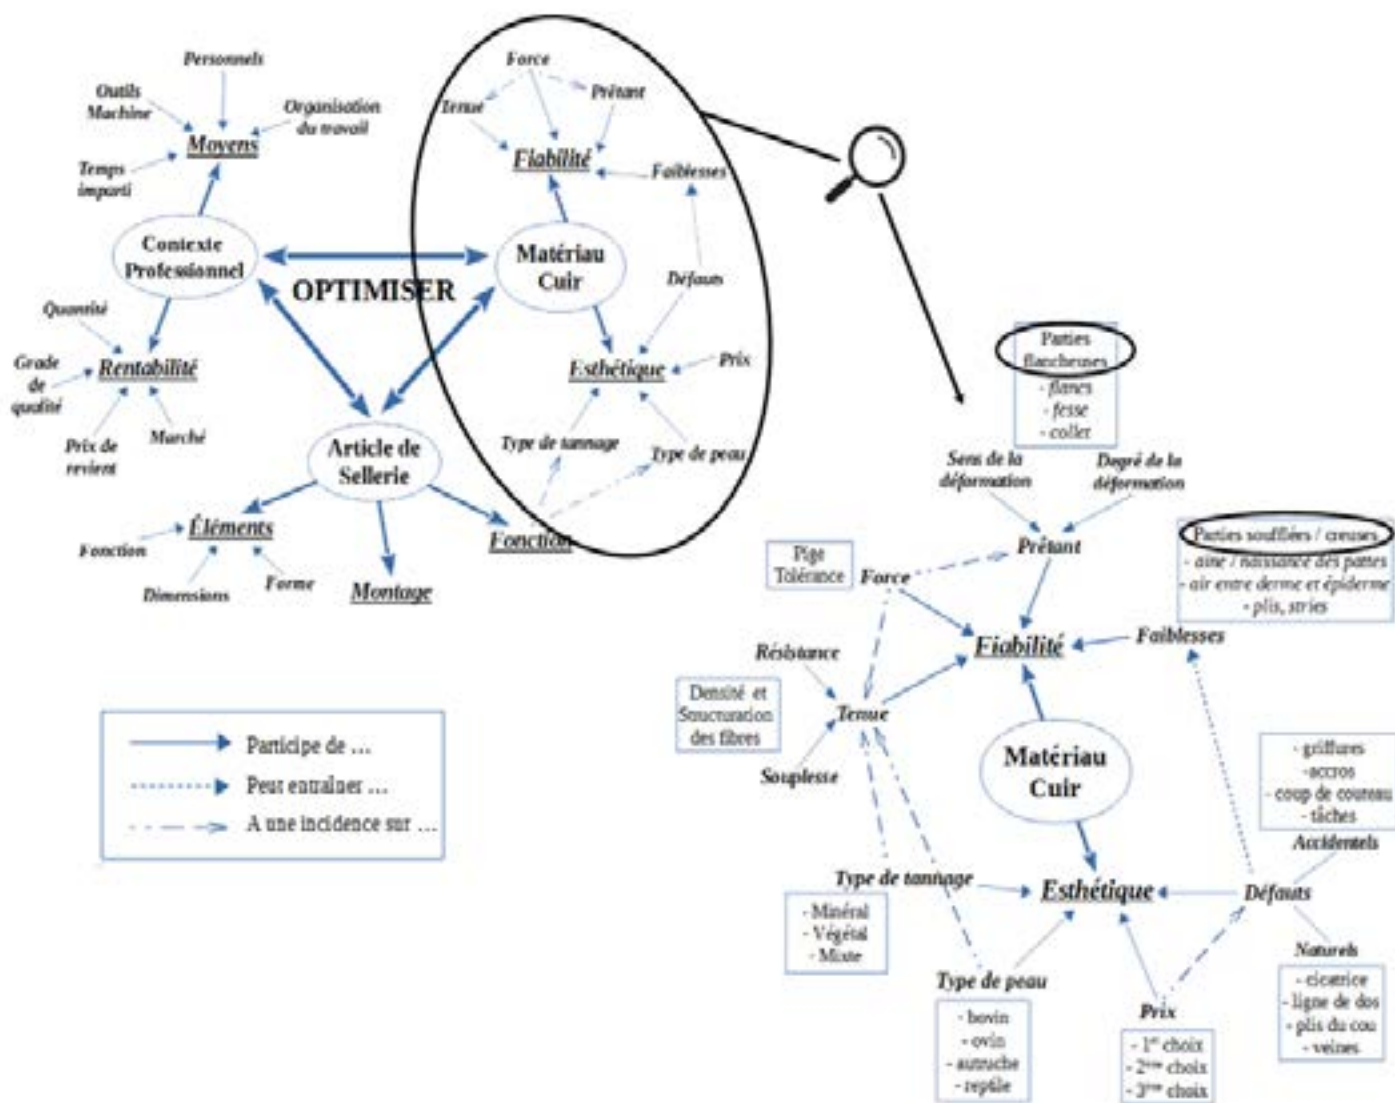 Personnels
Outils
Machine
Organisation
du travail
Moyens
Temps
imparti
Contexte
Professionnel
OPTIMISER
Quantité
Grade
de
qualité
Rentabilité
Prix de
revient
Marché
Force
Tenue
Prêtant
Fiabilité
Faiblesses
Matériau
Cuir
Défauts
Esthétique
Prix
Type de tannage
Type de peau
Article de
Sellerie
Éléments
Fonction
Dimensions
Forme
Montage
Fonction
Participe de ...
Peut entraîner ...
A une incidence sur ...
Parties
flancheuses
- flancs
- fesse
- collet
Sens de la
déformation
Degré de la
déformation
Parties soufflées / creuses
- aine / naissance des pattes
- air entre derme et épiderme
- plis, stries
Pige
Tolérance
Force
Prêtant
Fiabilité
Faiblesses
Résistance
Densité et
Structuration
des fibres
Tenue
Souplesse
Matériau
Cuir
- griffures
-accros
- coup de couteau
- tâches
Accidentels
Type de tannage
- Minéral
- Végétal
- Mixte
Esthétique
Défauts
Naturels
- cicatrice
- ligne de dos
- plis du cou
- veines
Type de peau
- bovin
- ovin
- autruche
- reptile
Prix
- 1er choix
- 2ème choix
- 3ème choix